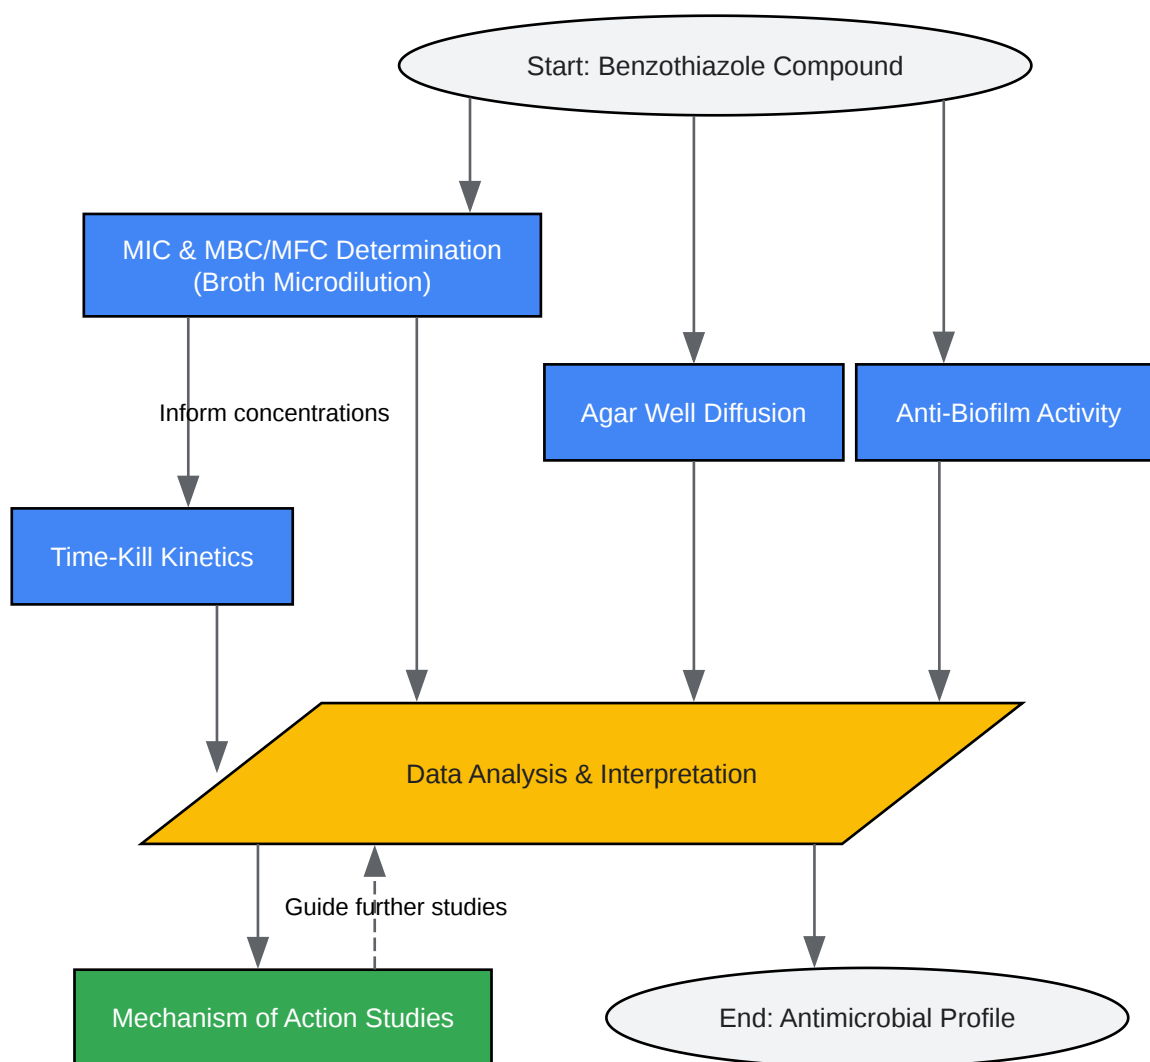 Start: Benzothiazole Compound
MIC & MBC/MFC Determination
(Broth Microdilution)
Inform concentrations
Agar Well Diffusion
Anti-Biofilm Activity
Time-Kill Kinetics
Data Analysis & Interpretation
Guide further studies
Mechanism of Action Studies
End: Antimicrobial Profile